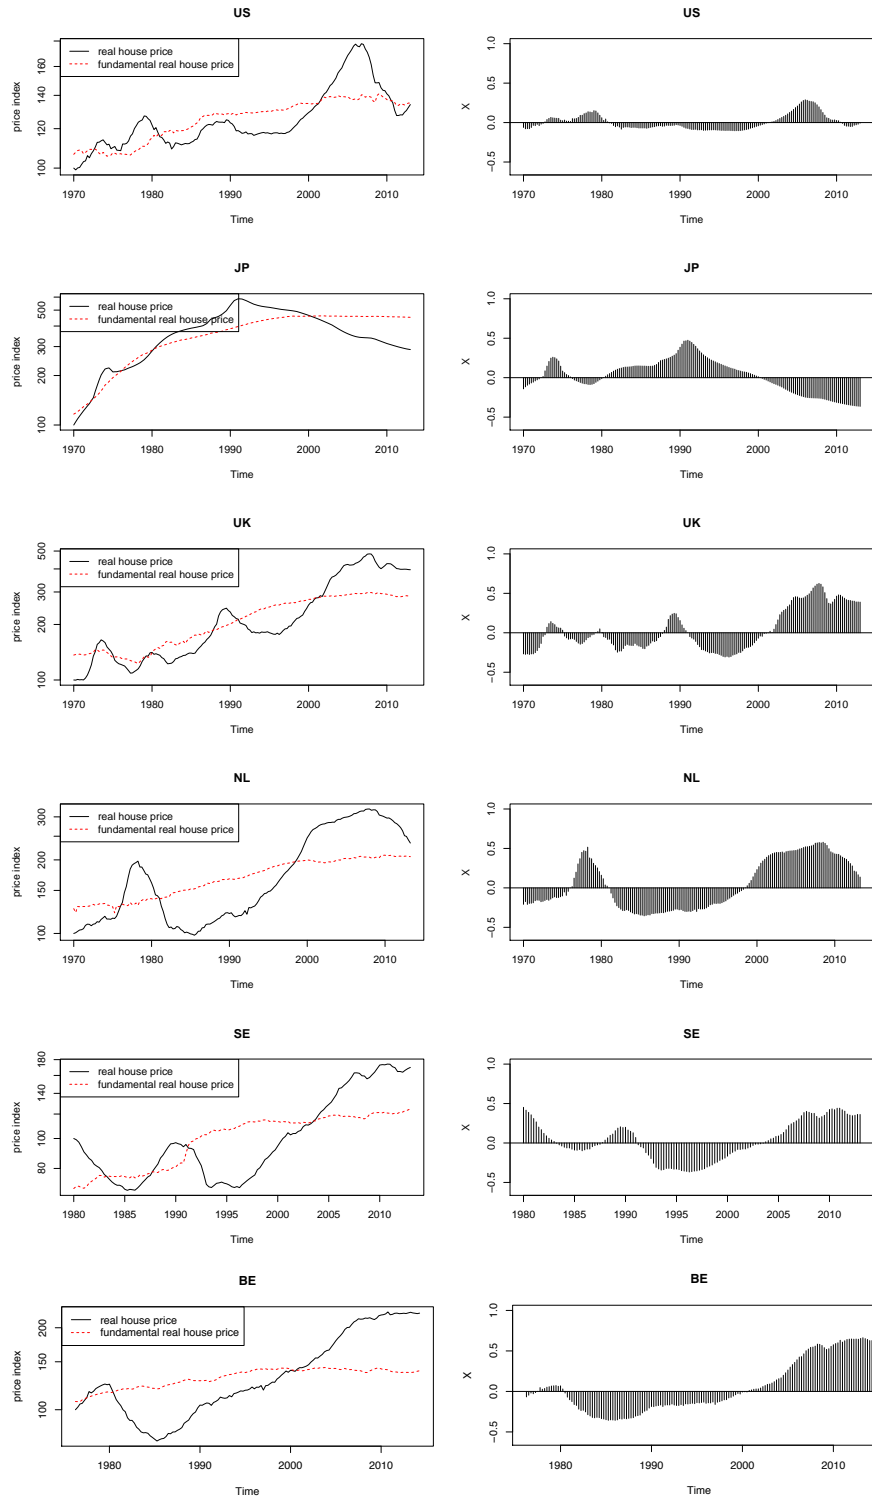 US
price index
160
140
120
100
real house price
fundamental real house price
1970 1980 1990 2000 2010
Time
US
X
1.0
0.5
0.0
−0.5
1970 1980 1990 2000 2010
Time
JP
price index
500
300
200
100
real house price
fundamental real house price
1970 1980 1990 2000 2010
Time
JP
X
1.0
0.5
0.0
−0.5
1970 1980 1990 2000 2010
Time
UK
price index
500
300
200
100
real house price
fundamental real house price
1970 1980 1990 2000 2010
Time
UK
X
1.0
0.5
0.0
−0.5
1970 1980 1990 2000 2010
Time
NL
price index
300
200
150
100
real house price
fundamental real house price
1970 1980 1990 2000 2010
Time
NL
X
1.0
0.5
0.0
−0.5
1970 1980 1990 2000 2010
Time
SE
price index
180
140
100
80
real house price
fundamental real house price
1980 1985 1990 1995 2000 2005 2010
Time
SE
X
1.0
0.5
0.0
−0.5
1980 1985 1990 1995 2000 2005 2010
Time
BE
price index
200
150
100
real house price
fundamental real house price
1980 1990 2000 2010
Time
BE
X
1.0
0.5
0.0
−0.5
1980 1990 2000 2010
Time